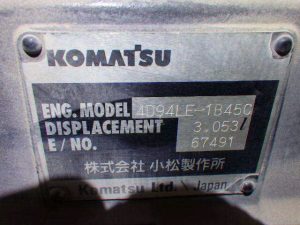 KOMATSU
ENG. MODEL 4D94LE-1B45C
DISPLACEMENT 3.053ℓ
E/NO. 67491
株式会社 小松製作所
Komatsu Ltd. Japan